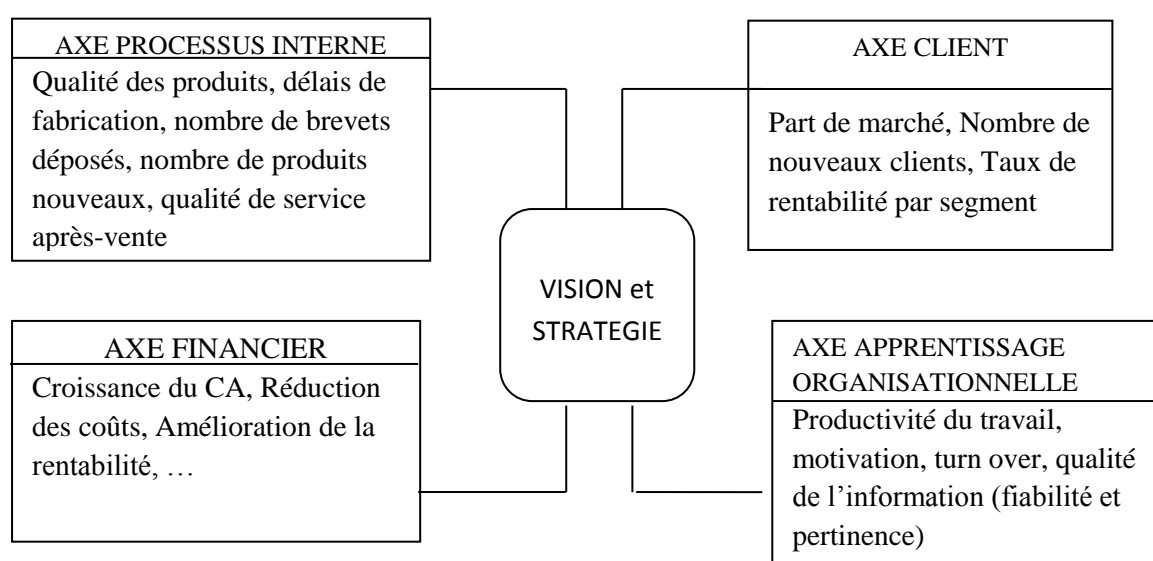 AXE PROCESSUS INTERNE
Qualité des produits, délais de
fabrication, nombre de brevets
déposés, nombre de produits
nouveaux, qualité de service
après-vente
AXE CLIENT
Part de marché, Nombre de
nouveaux clients, Taux de
rentabilité par segment
VISION et
STRATEGIE
AXE FINANCIER
Croissance du CA, Réduction
des coûts, Amélioration de la
rentabilité, …
AXE APPRENTISSAGE
ORGANISATIONNELLE
Productivité du travail,
motivation, turn over, qualité
de l’information (fiabilité et
pertinence)